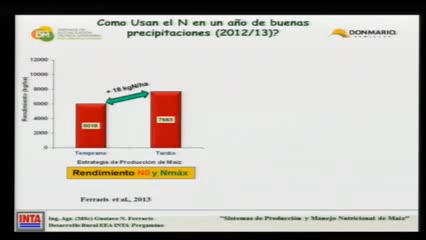 Como Usan el N en un año de buenas
precipitaciones (2012/13)?
DM
DONMARIO
12000
10000
8000
6000
4000
2000
0
Rendimiento (kg/ha)
+ 18 kgN/ha
7663
Temprano
Tardío
Estrategia de Producción de Maíz
Rendimiento N0 y Nmáx
Ferraris et al., 2013
INTA
Ing. Agr. (MSc) Gustavo N. Ferraris
Desarrollo Rural EEA INTA Pergamino
"Sistemas de Producción y Manejo Nutricional de Maíz